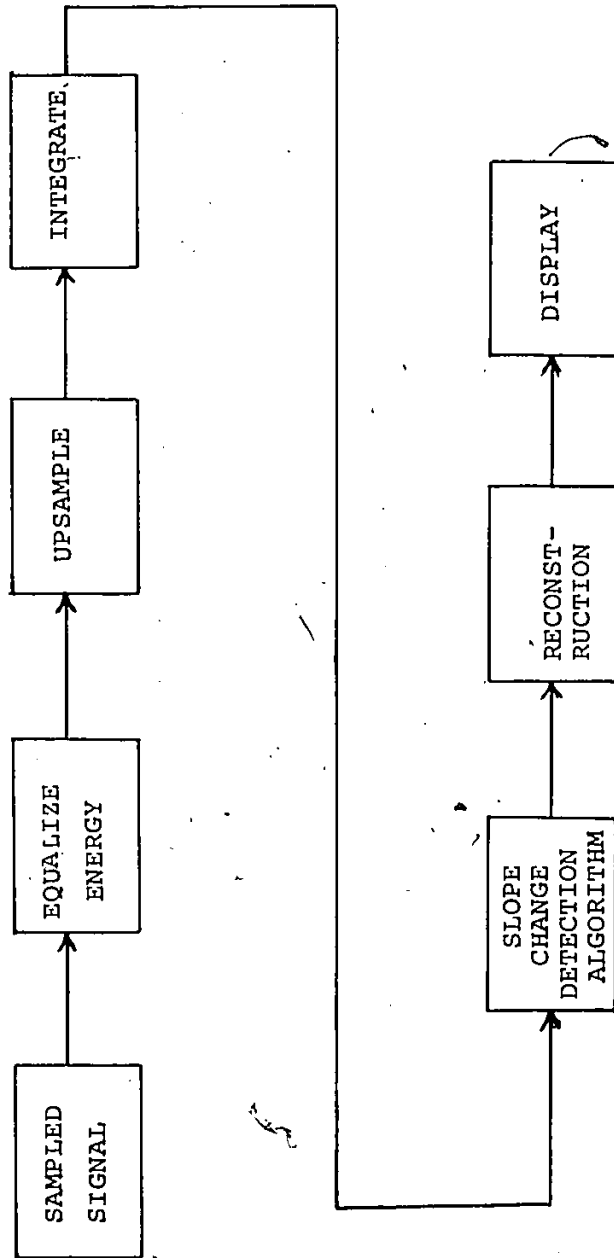 SAMPLED
SIGNAL
EQUALIZE
ENERGY
UPSAMPLE
INTEGRATE
SLOPE
CHANGE
DETECTION
ALGORITHM
RECONST-
RUCTION
DISPLAY